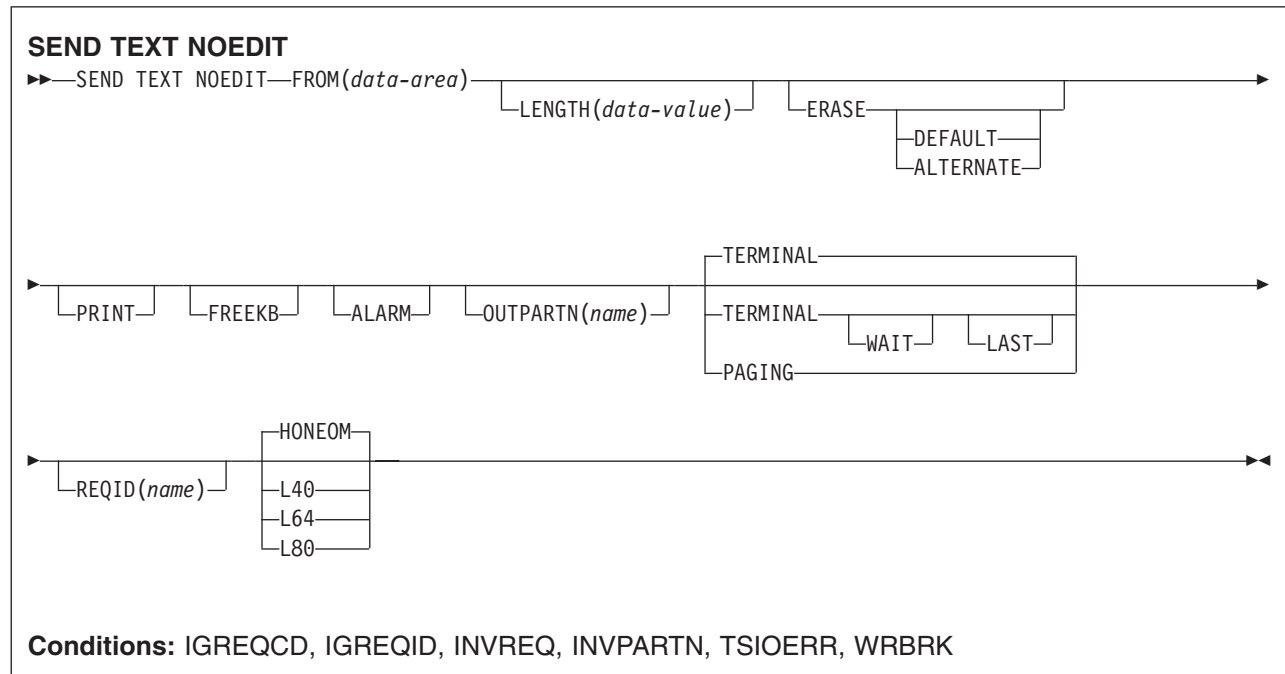 SEND TEXT NOEDIT
SEND TEXT NOEDIT FROM(data-area)
LENGTH(data-value) ERASE
DEFAULT
ALTERNATE
TERMINAL
PRINT FREEKB ALARM OUTPARTN(name) TERMINAL
WAIT LAST
PAGING
HONEOM
REQID(name) L40
L64
L80
Conditions: IGREQCD, IGREQID, INVREQ, INVPARTN, TSIOERR, WRBRK